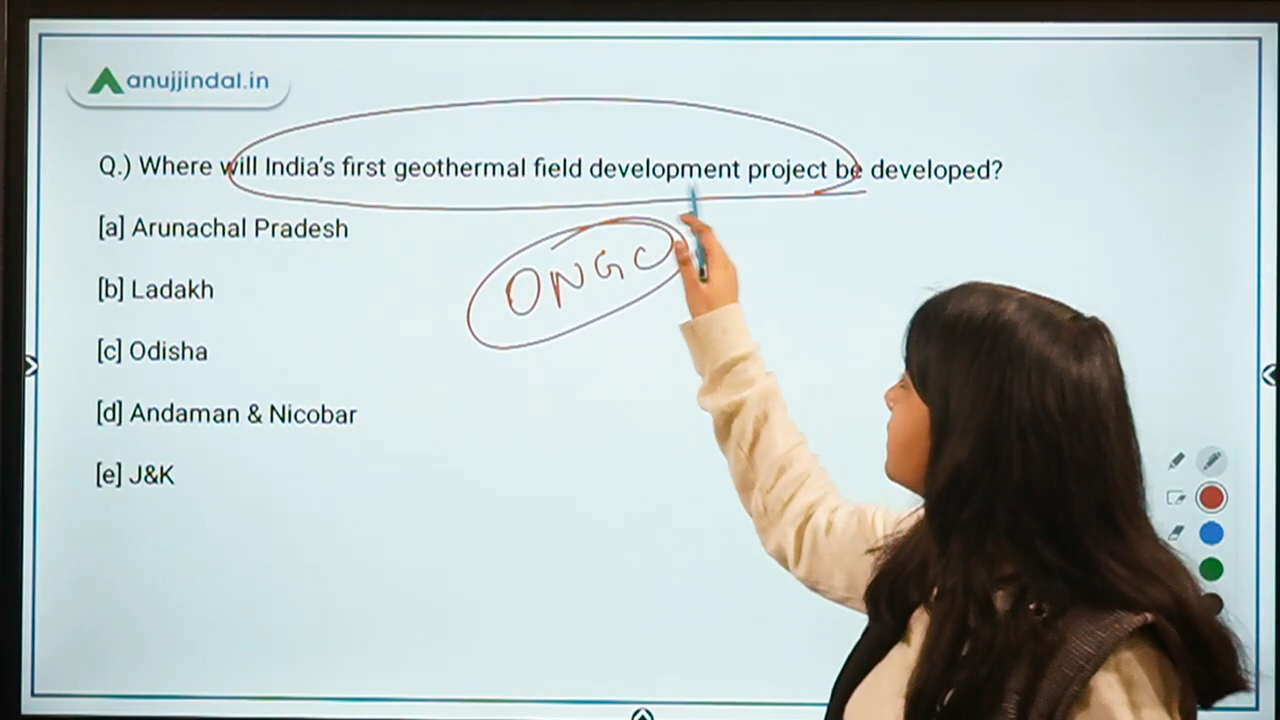 anujjindal.in
Q.) Where will India's first geothermal field development project be developed?
[a] Arunachal Pradesh
ONGC
[b] Ladakh
[c] Odisha
[d] Andaman & Nicobar
[e] J&K